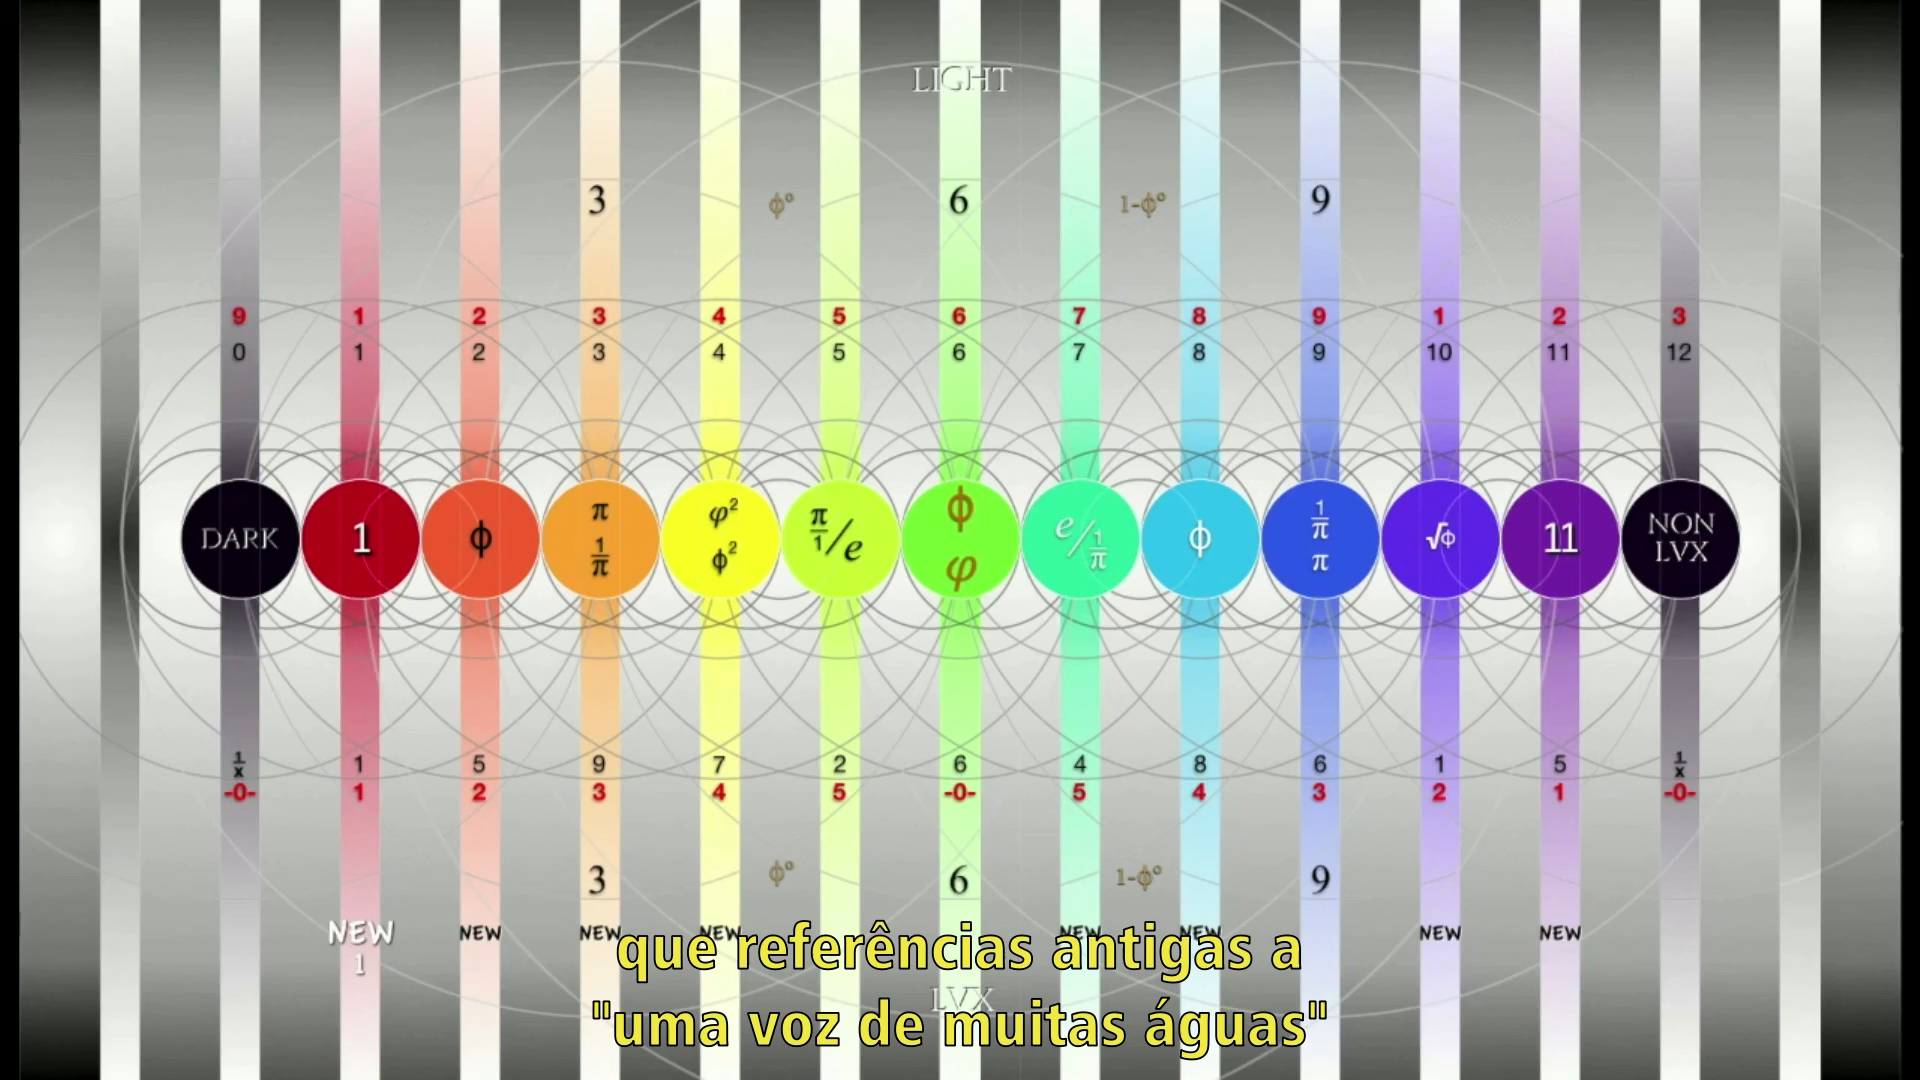 LIGHT
3 φ° 6 1-φ° 9
9 1 2 3 4 5 6 7 8 9 1 2 3
0 1 2 3 4 5 6 7 8 9 10 11 12
DARK 1 ϕ π 1/π φ² ϕ² π/1/e ϕ φ e/1/π ϕ 1/π π √ϕ 11 NON LVX
1/x 1 5 9 7 2 6 4 8 6 1 5 1/x
-0- 1 2 3 4 5 -0- 5 4 3 2 1 -0-
3 φ° 6 1-φ° 9
NEW NEW NEW NEW NEW NEW NEW NEW
1
que referências antigas a
LVX
"uma voz de muitas águas"